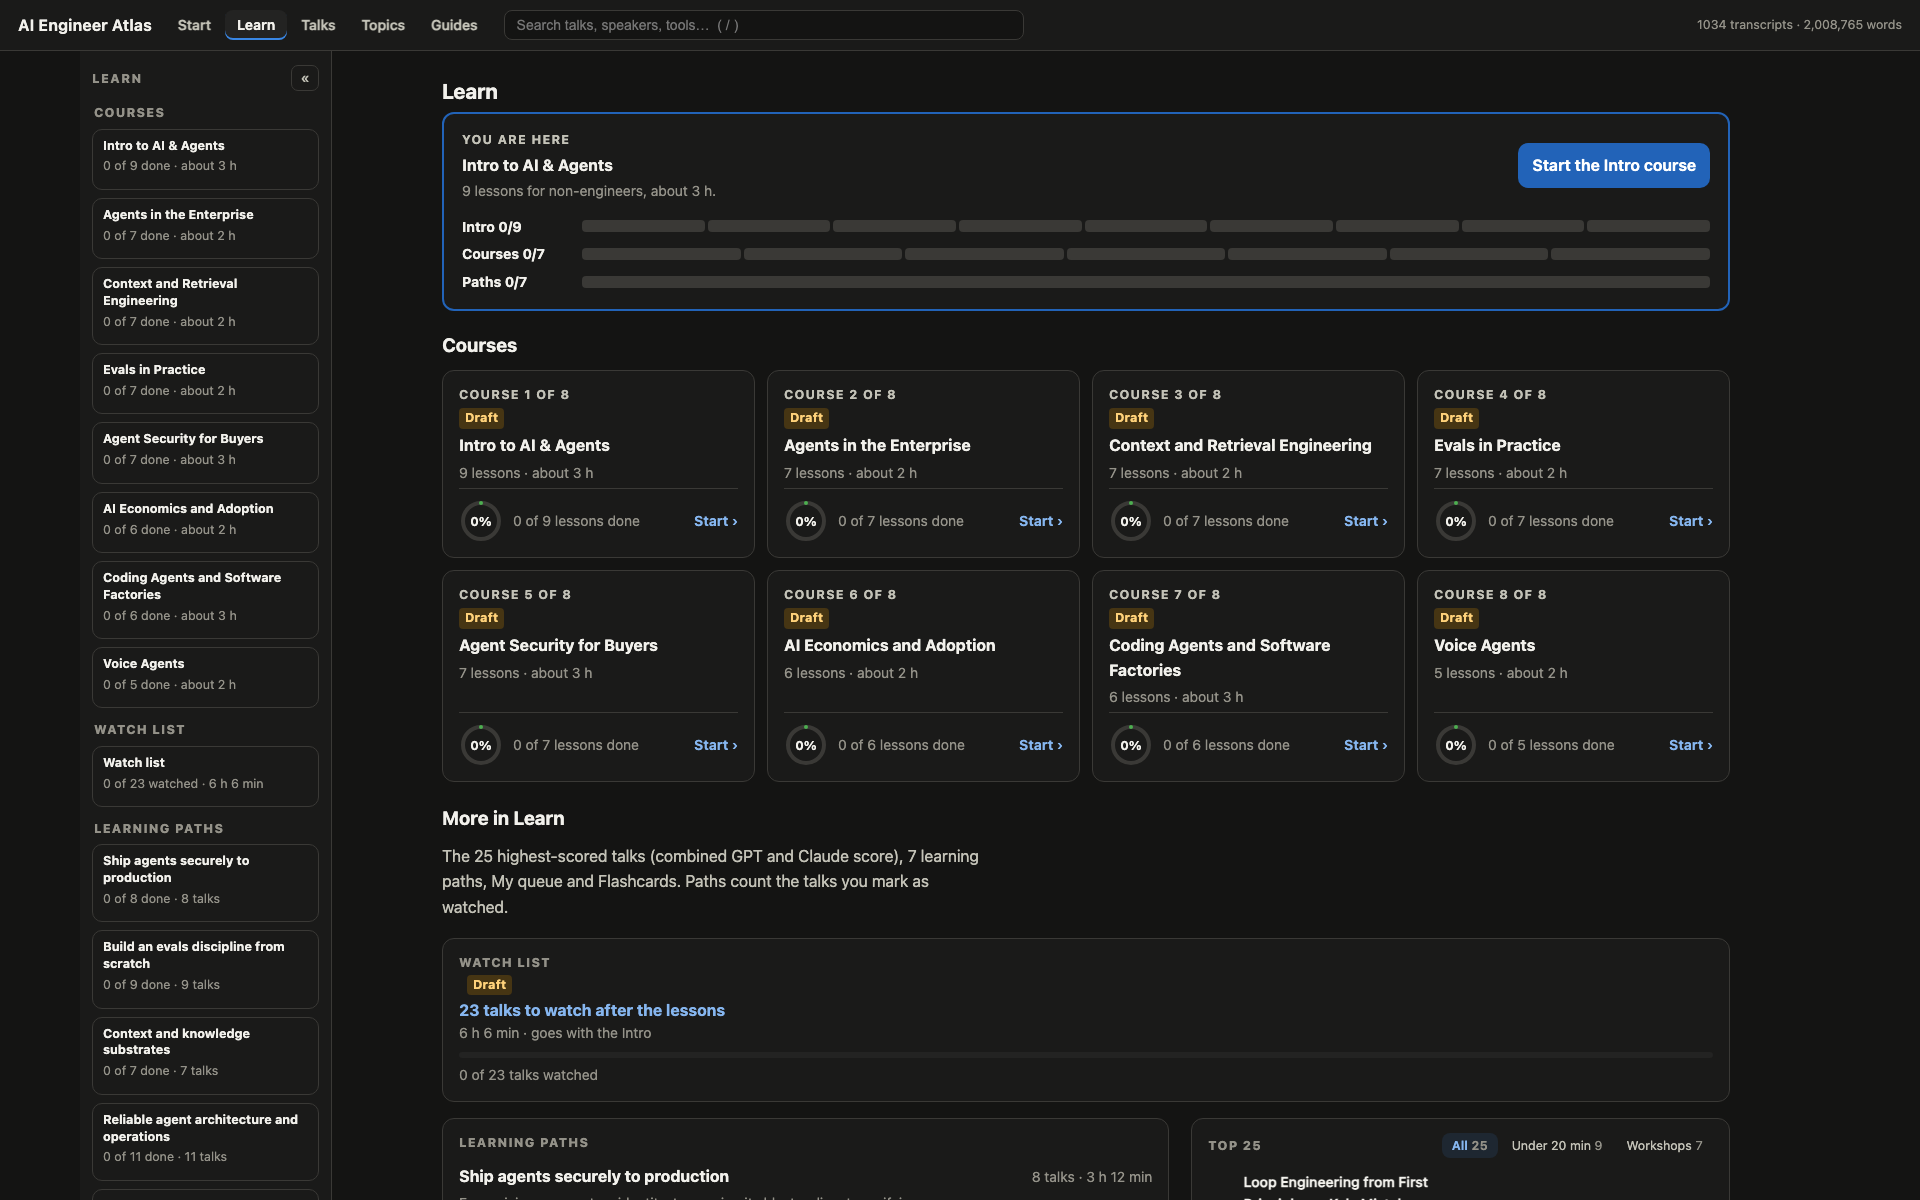 AI Engineer Atlas
Start
Learn
Talks
Topics
Guides
Search talks, speakers, tools… ( / )
1034 transcripts · 2,008,765 words
LEARN
«
COURSES
Intro to AI & Agents
0 of 9 done · about 3 h
Agents in the Enterprise
0 of 7 done · about 2 h
Context and Retrieval
Engineering
0 of 7 done · about 2 h
Evals in Practice
0 of 7 done · about 2 h
Agent Security for Buyers
0 of 7 done · about 3 h
AI Economics and Adoption
0 of 6 done · about 2 h
Coding Agents and Software
Factories
0 of 6 done · about 3 h
Voice Agents
0 of 5 done · about 2 h
WATCH LIST
Watch list
0 of 23 watched · 6 h 6 min
LEARNING PATHS
Ship agents securely to
production
0 of 8 done · 8 talks
Build an evals discipline from
scratch
0 of 9 done · 9 talks
Context and knowledge
substrates
0 of 7 done · 7 talks
Reliable agent architecture and
operations
0 of 11 done · 11 talks
Learn
YOU ARE HERE
Intro to AI & Agents
9 lessons for non-engineers, about 3 h.
Start the Intro course
Intro 0/9
Courses 0/7
Paths 0/7
Courses
COURSE 1 OF 8
Draft
Intro to AI & Agents
9 lessons · about 3 h
0%
0 of 9 lessons done
Start ›
COURSE 2 OF 8
Draft
Agents in the Enterprise
7 lessons · about 2 h
0%
0 of 7 lessons done
Start ›
COURSE 3 OF 8
Draft
Context and Retrieval Engineering
7 lessons · about 2 h
0%
0 of 7 lessons done
Start ›
COURSE 4 OF 8
Draft
Evals in Practice
7 lessons · about 2 h
0%
0 of 7 lessons done
Start ›
COURSE 5 OF 8
Draft
Agent Security for Buyers
7 lessons · about 3 h
0%
0 of 7 lessons done
Start ›
COURSE 6 OF 8
Draft
AI Economics and Adoption
6 lessons · about 2 h
0%
0 of 6 lessons done
Start ›
COURSE 7 OF 8
Draft
Coding Agents and Software
Factories
6 lessons · about 3 h
0%
0 of 6 lessons done
Start ›
COURSE 8 OF 8
Draft
Voice Agents
5 lessons · about 2 h
0%
0 of 5 lessons done
Start ›
More in Learn
The 25 highest-scored talks (combined GPT and Claude score), 7 learning
paths, My queue and Flashcards. Paths count the talks you mark as
watched.
WATCH LIST
Draft
23 talks to watch after the lessons
6 h 6 min · goes with the Intro
0 of 23 talks watched
LEARNING PATHS
Ship agents securely to production
8 talks · 3 h 12 min
TOP 25
All 25
Under 20 min 9
Workshops 7
Loop Engineering from First